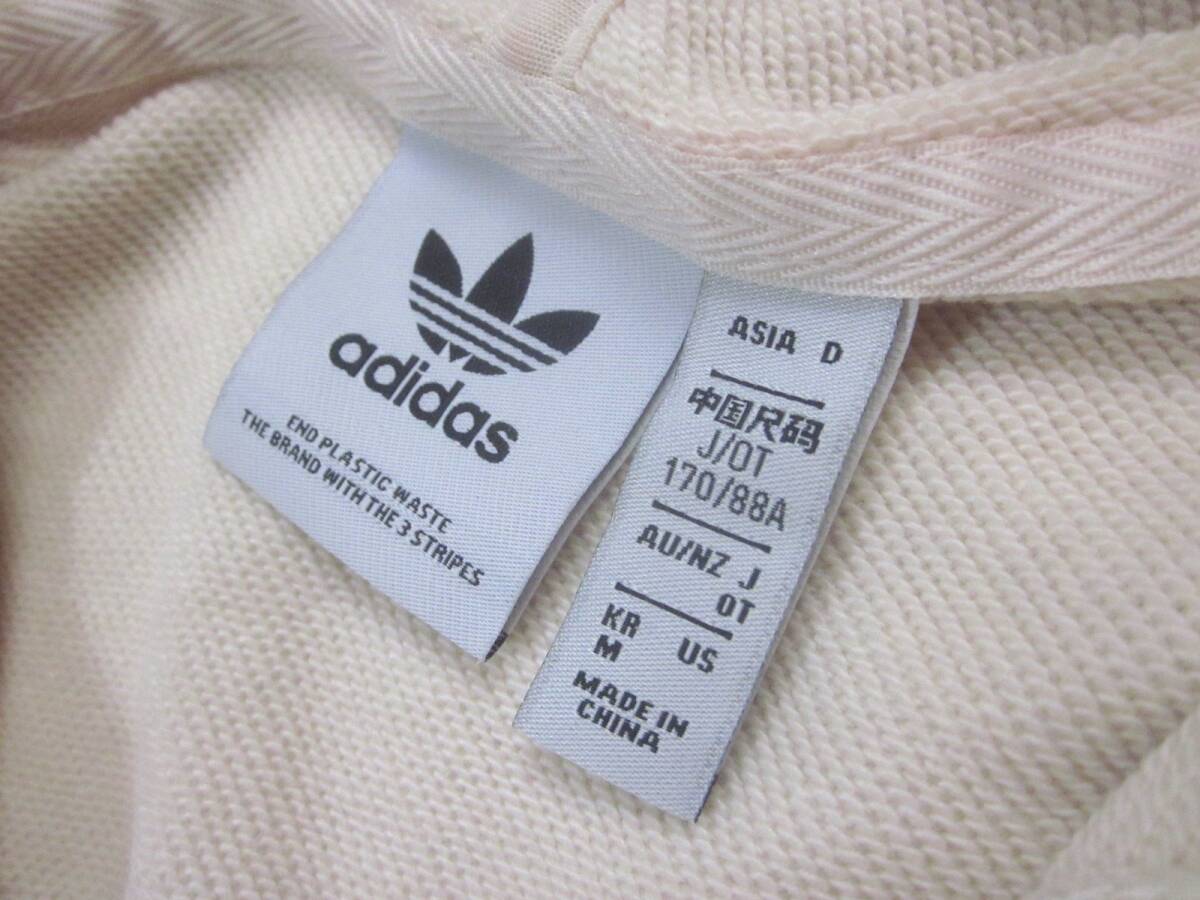 adidas
END PLASTIC WASTE
THE BRAND WITH THE 3 STRIPES
ASIA D
中国尺码
J/OT
170/88A
AU/NZ J
OT
KR US
M
MADE IN
CHINA